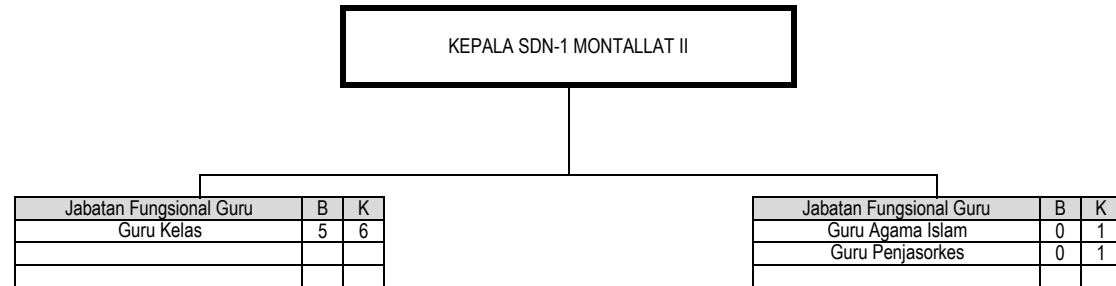 KEPALA SDN-1 MONTALLAT II
Jabatan Fungsional Guru B K
Guru Kelas 5 6
Jabatan Fungsional Guru B K
Guru Agama Islam 0 1
Guru Penjasorkes 0 1